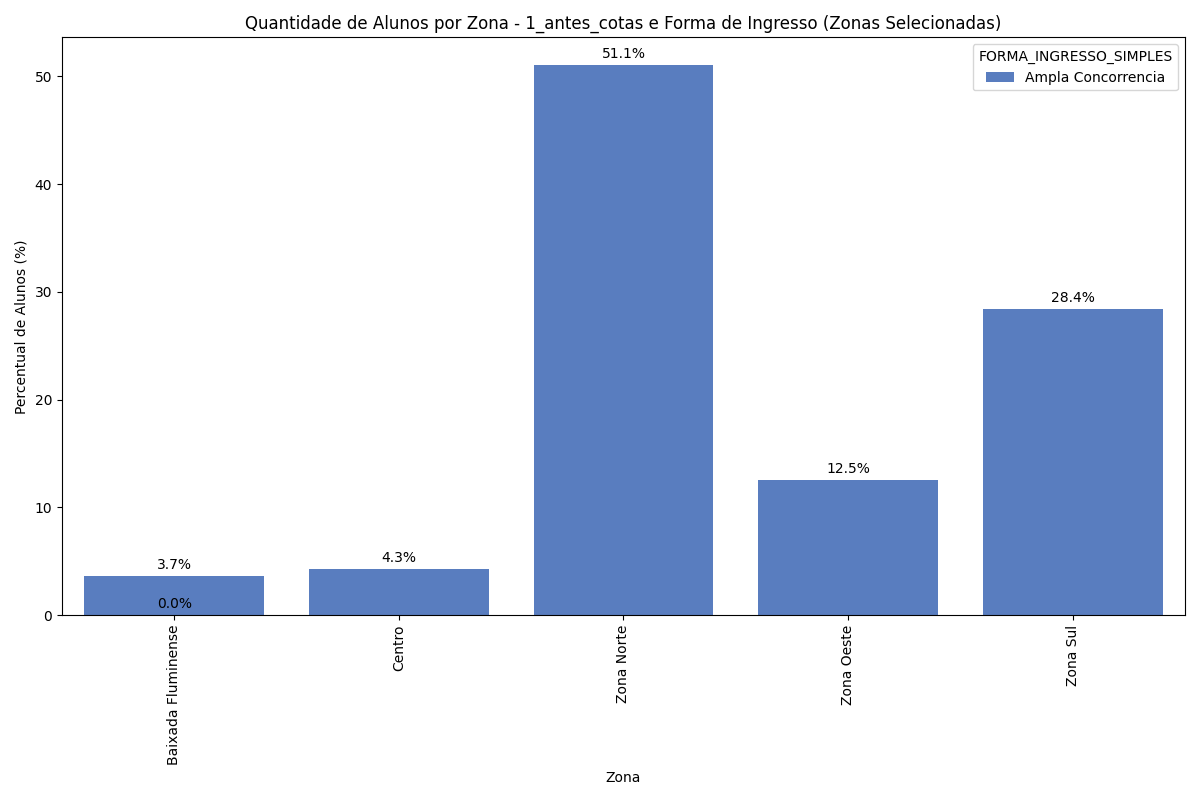 Quantidade de Alunos por Zona - 1_antes_cotas e Forma de Ingresso (Zonas Selecionadas)
FORMA_INGRESSO_SIMPLES
Ampla Concorrencia
Percentual de Alunos (%)
50
40
30
20
10
0
3.7%
0.0%
4.3%
51.1%
12.5%
28.4%
Baixada Fluminense
Centro
Zona Norte
Zona Oeste
Zona Sul
Zona